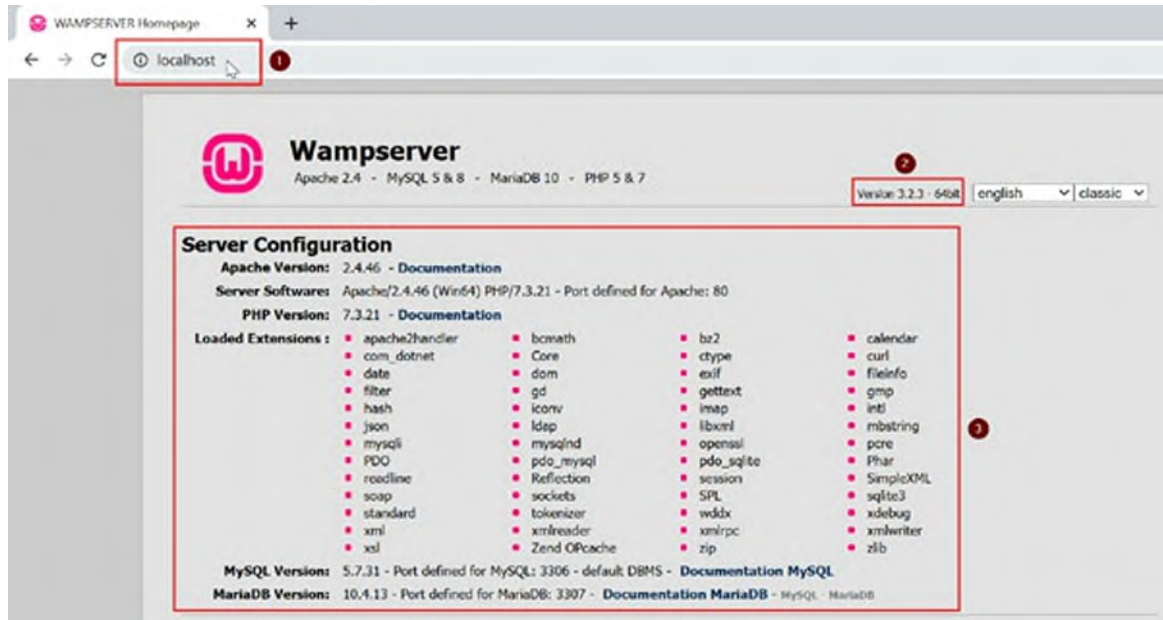 WAMPSERVER Homepage
localhost
1
Wampserver
Apache 2.4 - MySQL 5 & 8 - MariaDB 10 - PHP 5 & 7
2
Version 3.2.3 - 64bit english classic
Server Configuration
Apache Version: 2.4.46 - Documentation
Server Software: Apache/2.4.46 (Win64) PHP/7.3.21 - Port defined for Apache: 80
PHP Version: 7.3.21 - Documentation
Loaded Extensions : apache2handler bcmath bz2 calendar
com_dotnet Core ctype curl
date dom exif fileinfo
filter gd gettext gmp
hash iconv imap intl
json ldap libxml mbstring
3
mysqli mysqlnd openssl pcre
PDO pdo_mysql pdo_sqlite Phar
readline Reflection session SimpleXML
soap sockets SPL sqlite3
standard tokenizer wddx xdebug
xml xmlreader xmlrpc xmlwriter
xsl Zend OPcache zip zlib
MySQL Version: 5.7.31 - Port defined for MySQL: 3306 - default DBMS - Documentation MySQL
MariaDB Version: 10.4.13 - Port defined for MariaDB: 3307 - Documentation MariaDB - MySQL - MariaDB